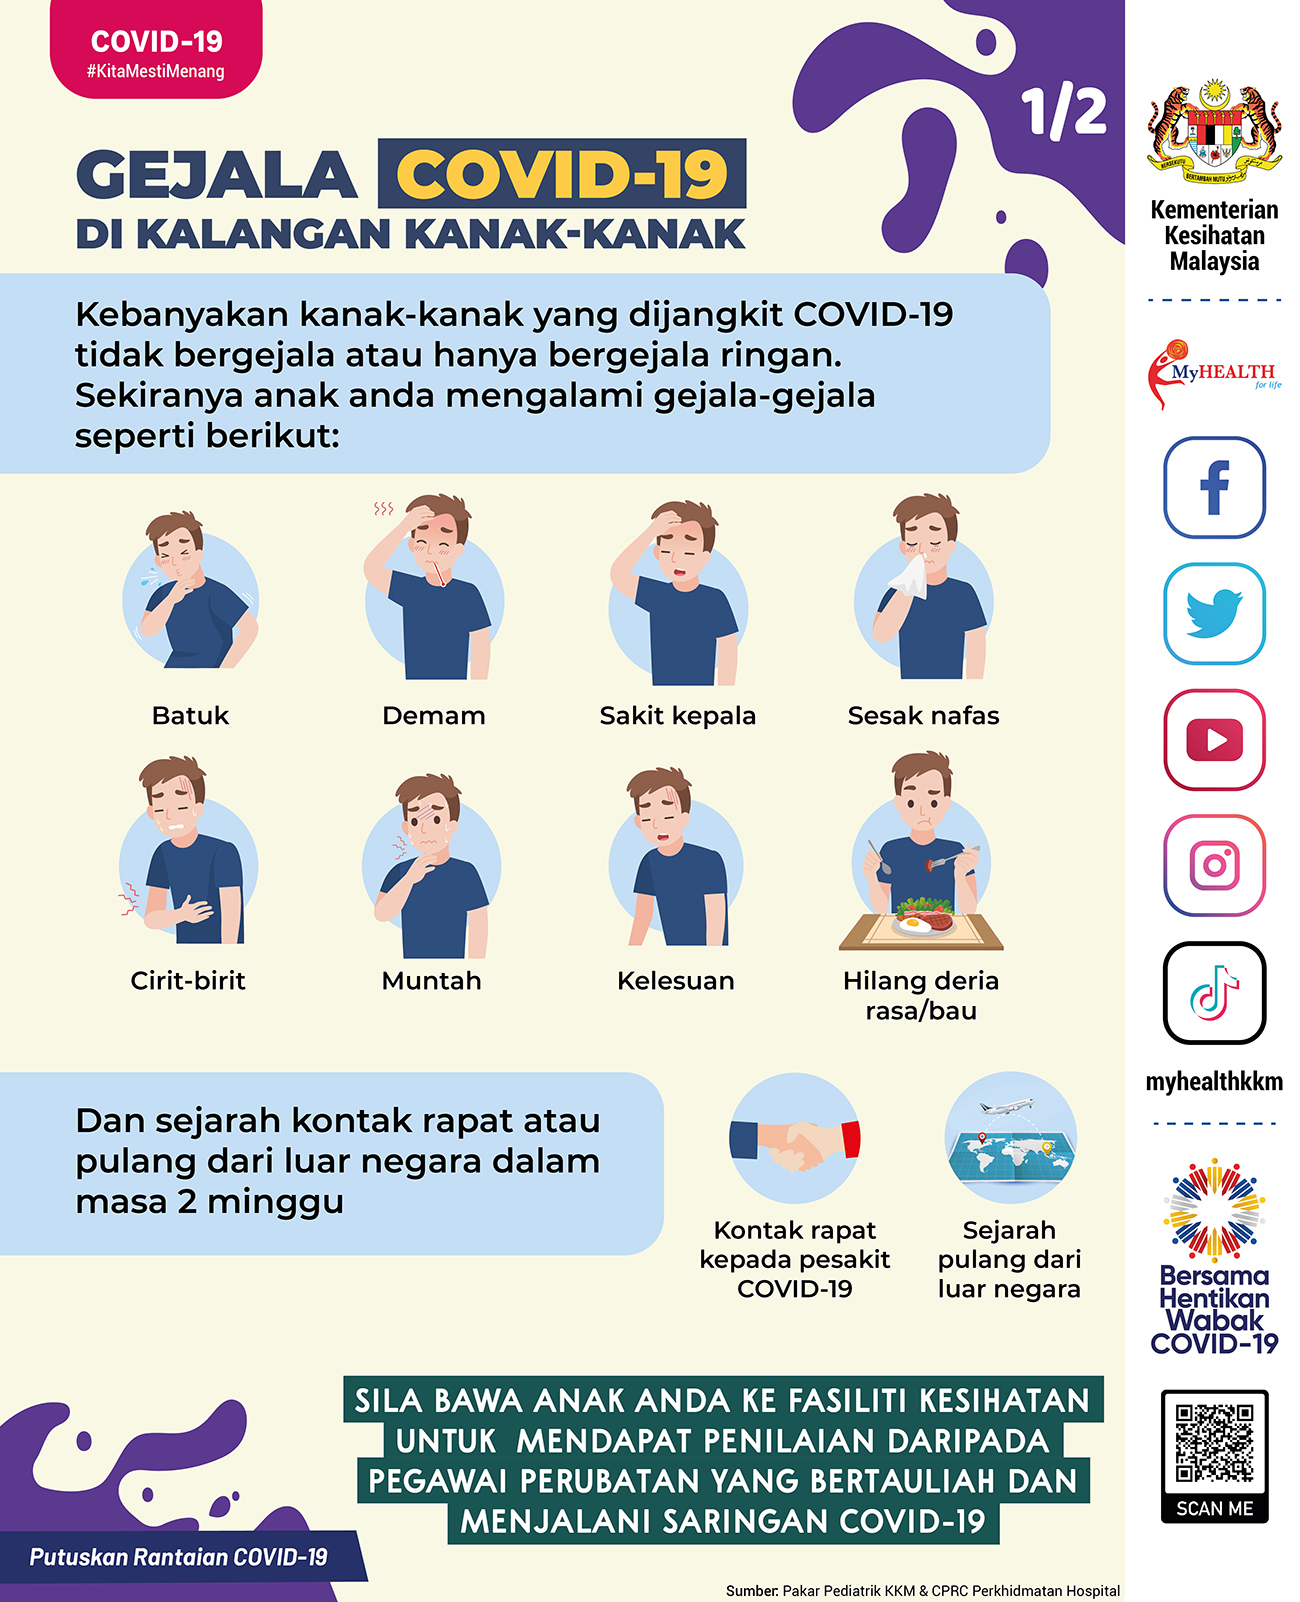 COVID-19
#KitaMestiMenang
1/2
GEJALA COVID-19
DI KALANGAN KANAK-KANAK
Kebanyakan kanak-kanak yang dijangkit COVID-19
tidak bergejala atau hanya bergejala ringan.
Sekiranya anak anda mengalami gejala-gejala
seperti berikut:
Batuk
Demam
Sakit kepala
Sesak nafas
Cirit-birit
Muntah
Kelesuan
Hilang deria
rasa/bau
Dan sejarah kontak rapat atau
pulang dari luar negara dalam
masa 2 minggu
Kontak rapat
kepada pesakit
COVID-19
Sejarah
pulang dari
luar negara
SILA BAWA ANAK ANDA KE FASILITI KESIHATAN
UNTUK MENDAPAT PENILAIAN DARIPADA
PEGAWAI PERUBATAN YANG BERTAULIAH DAN
MENJALANI SARINGAN COVID-19
Putuskan Rantaian COVID-19
Sumber: Pakar Pediatrik KKM & CPRC Perkhidmatan Hospital
BERSEKUTU
BERTAMBAH MUTU
Kementerian
Kesihatan
Malaysia
MyHEALTH
for life
myhealthkkm
Bersama
Hentikan
Wabak
COVID-19
SCAN ME